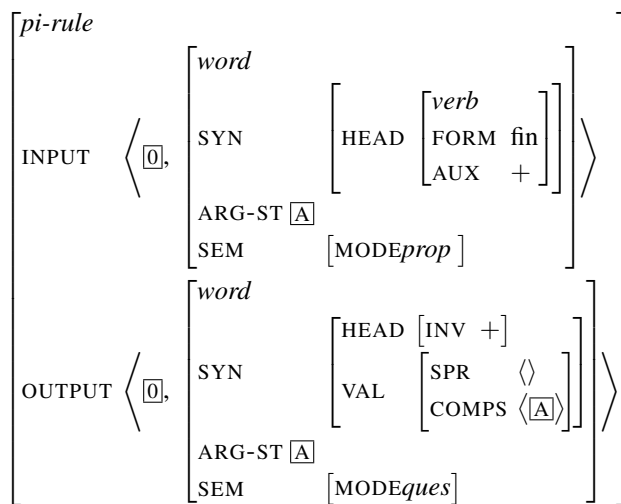 pi-rule
word
verb
SYN HEAD FORM fin
INPUT ⟨ 0, AUX + ⟩
ARG-ST A
SEM [MODEprop ]
word
HEAD [INV +]
SYN SPR ⟨⟩
VAL
OUTPUT ⟨ 0, COMPS ⟨A⟩ ⟩
ARG-ST A
SEM [MODEques]